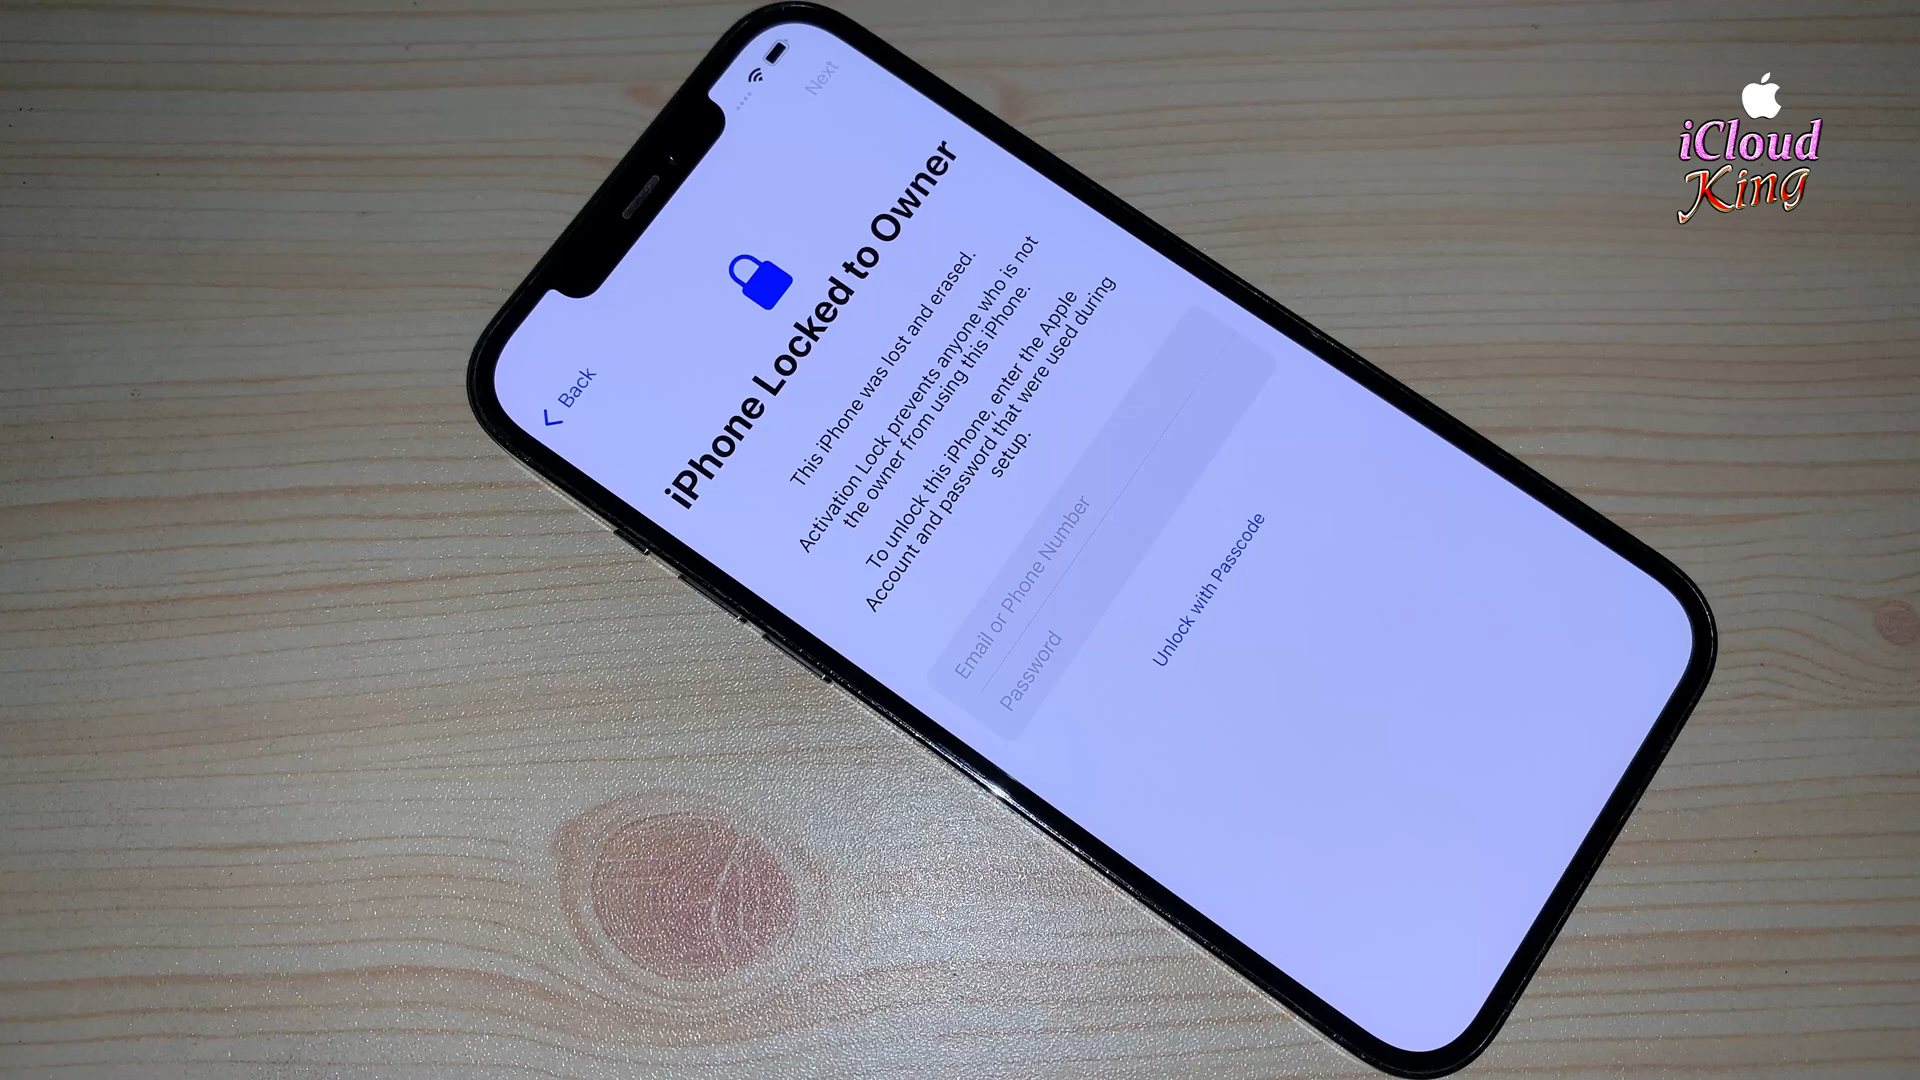 Next
Back
iPhone Locked to Owner
This iPhone was lost and erased.
Activation Lock prevents anyone who is not
the owner from using this iPhone.
To unlock this iPhone, enter the Apple
Account and password that were used during
setup.
Email or Phone Number
Password
Unlock with Passcode
iCloud
King